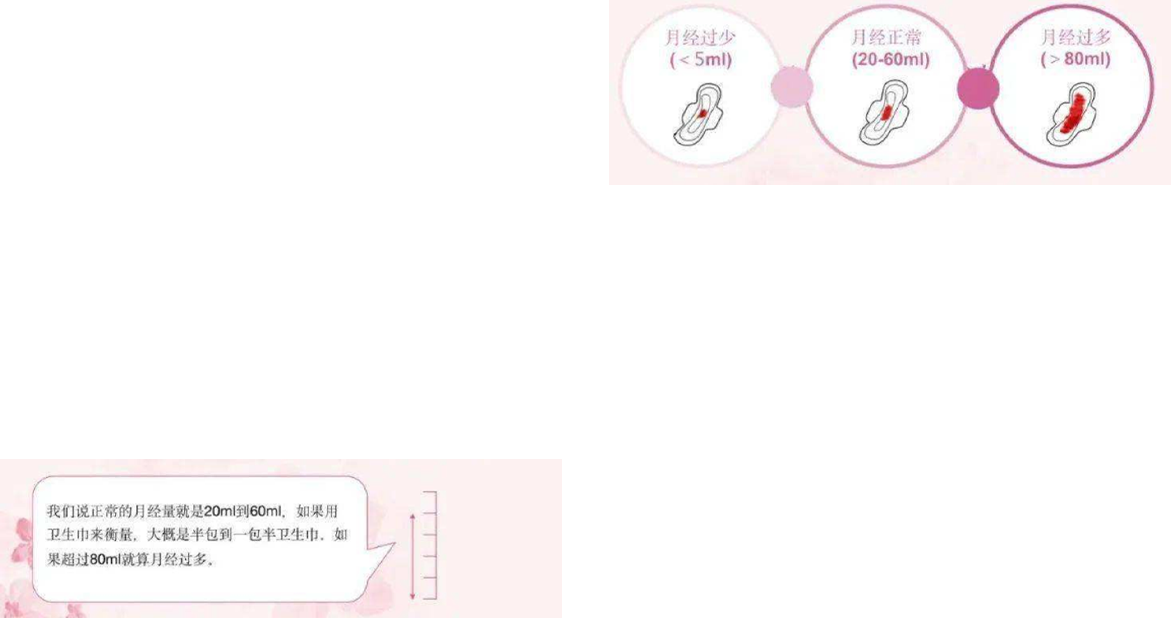 月经过少
(<5ml)
月经正常
(20-60ml)
月经过多
(>80ml)
我们说正常的月经量就是20ml到60ml，如果用
卫生巾来衡量，大概是半包到一包半卫生巾．如
果超过80ml就算月经过多。